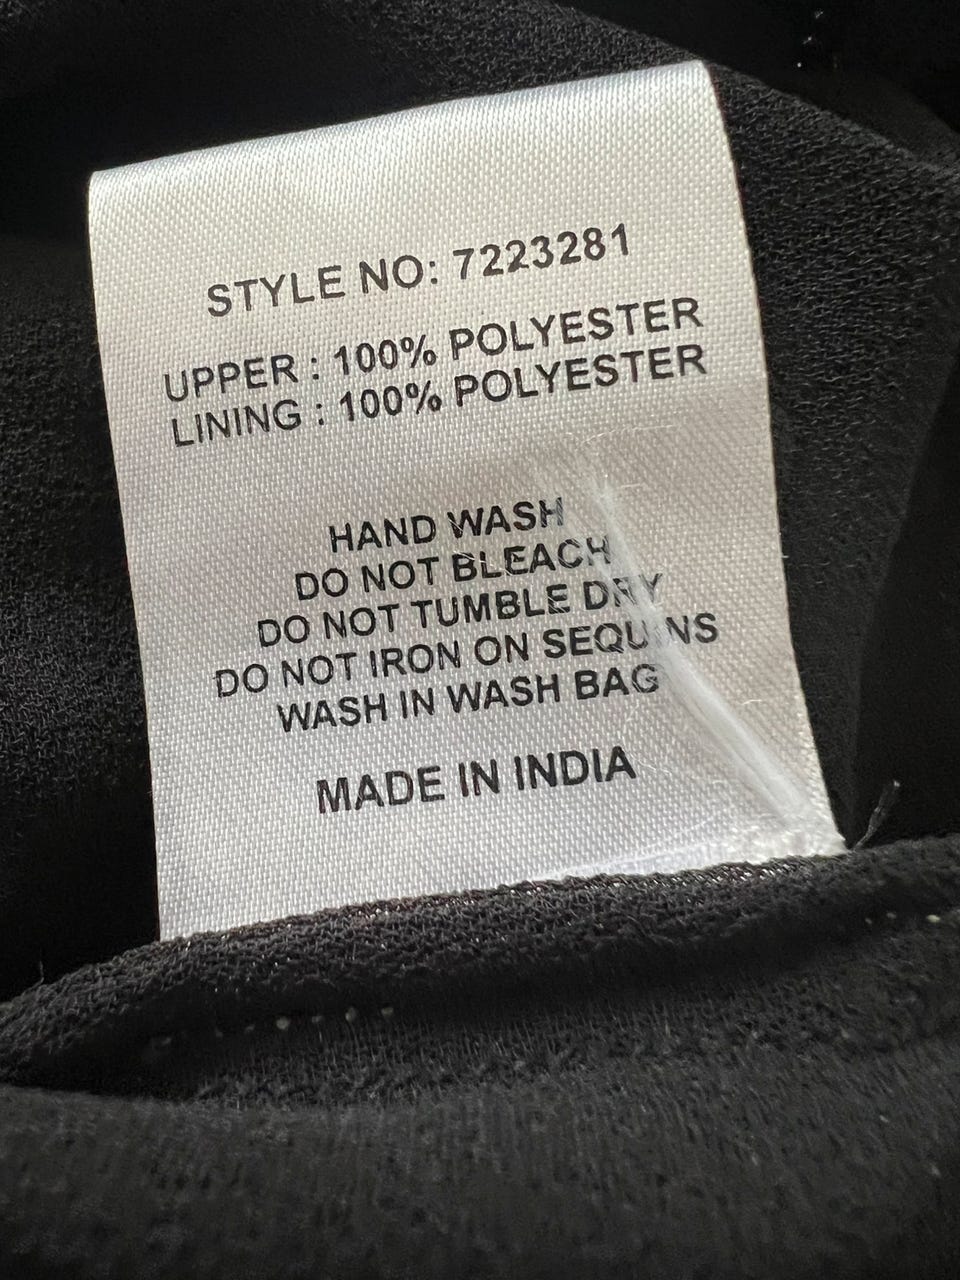 STYLE NO: 7223281
UPPER : 100% POLYESTER
LINING : 100% POLYESTER
HAND WASH
DO NOT BLEACH
DO NOT TUMBLE DRY
DO NOT IRON ON SEQUINS
WASH IN WASH BAG
MADE IN INDIA